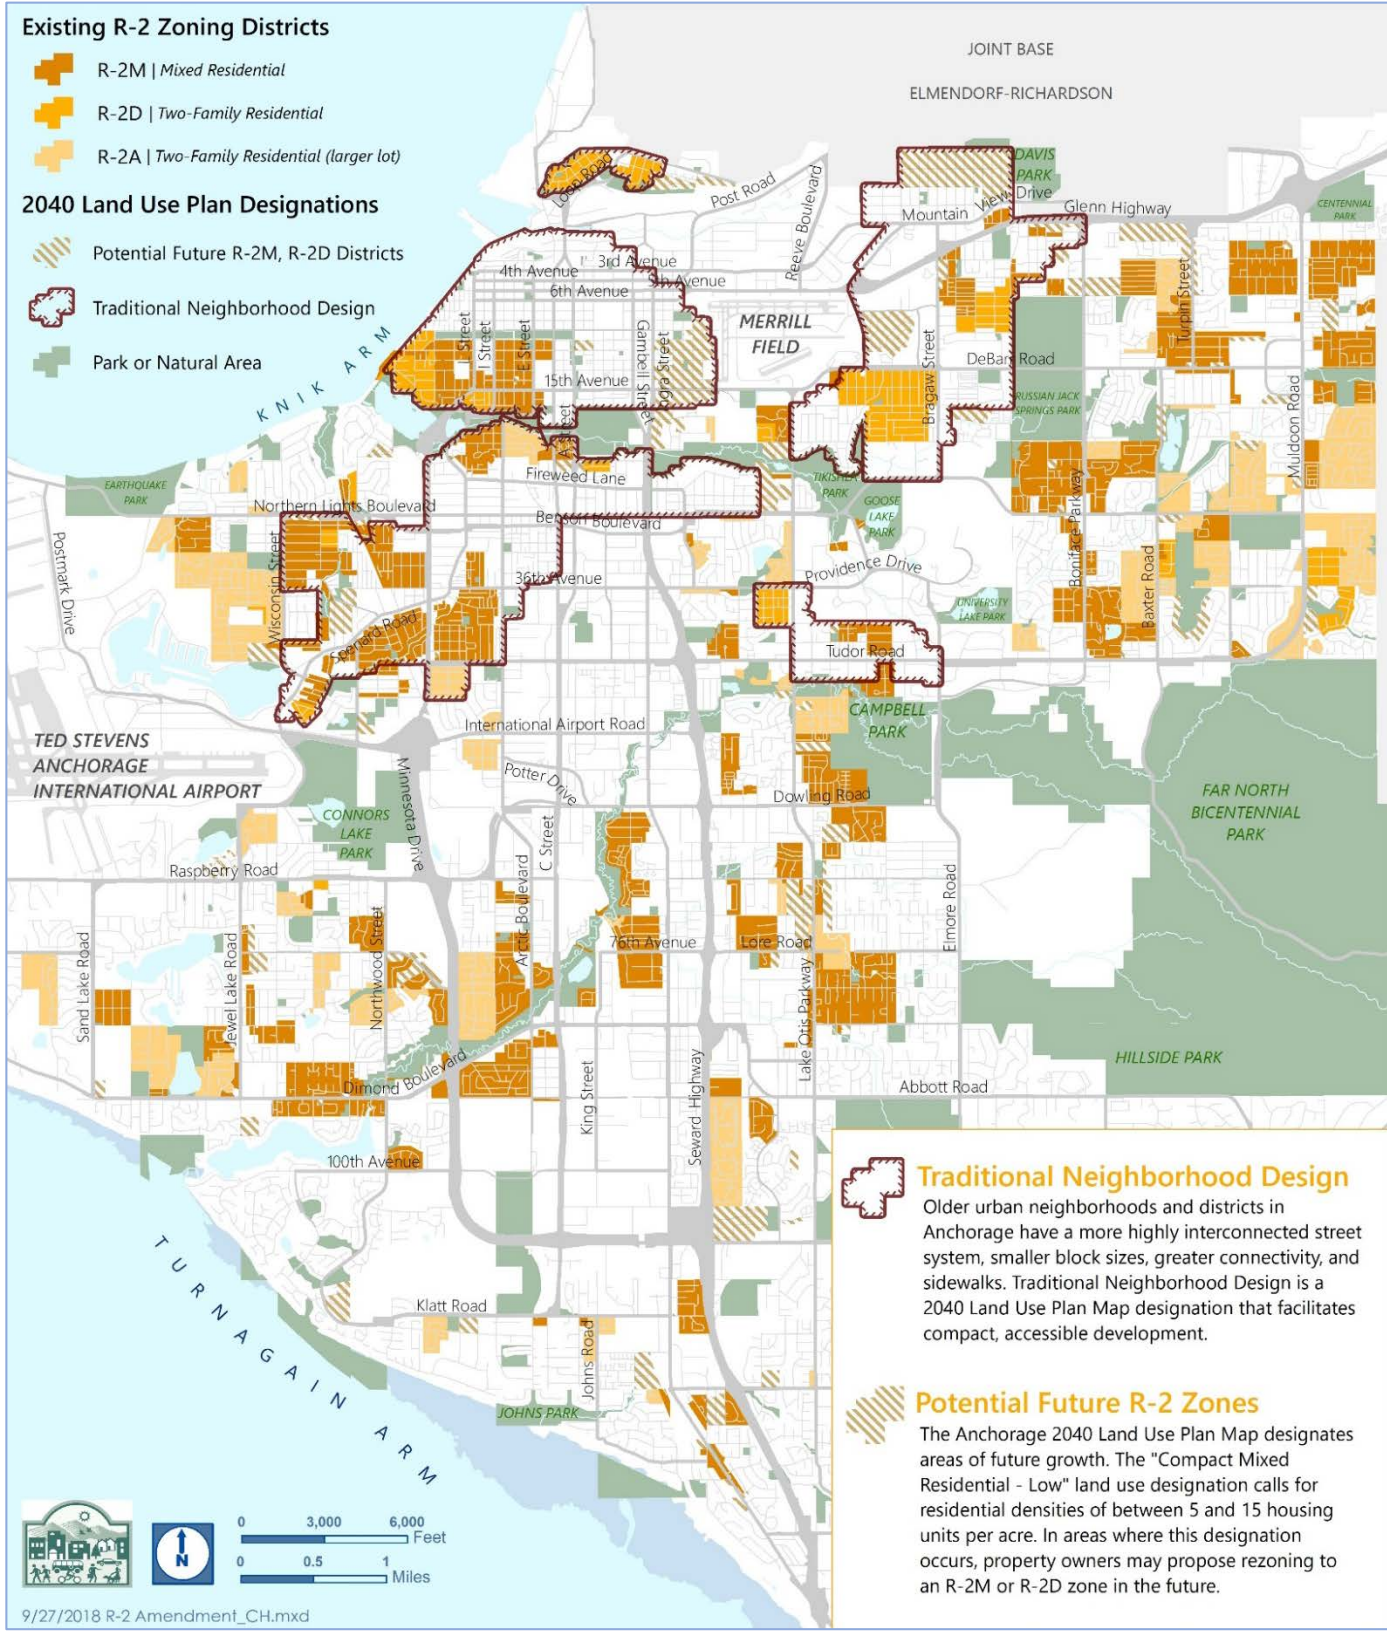 Existing R-2 Zoning Districts
R-2M | Mixed Residential
R-2D | Two-Family Residential
R-2A | Two-Family Residential (larger lot)
2040 Land Use Plan Designations
Potential Future R-2M, R-2D Districts
Traditional Neighborhood Design
Park or Natural Area
JOINT BASE
ELMENDORF-RICHARDSON
DAVIS
PARK
CENTENNIAL
PARK
Loop Road
Post Road
Reeve Boulevard
Mountain View Drive
Glenn Highway
3rd Avenue
4th Avenue
5th Avenue
6th Avenue
MERRILL
FIELD
L Street
I Street
E Street
A Street
Gambell Street
Ingra Street
15th Avenue
DeBarr Road
Bragaw Street
Turpin Street
Muldoon Road
RUSSIAN JACK
SPRINGS PARK
KNIK ARM
EARTHQUAKE
PARK
Fireweed Lane
Northern Lights Boulevard
Benson Boulevard
TIKISHLA
PARK
GOOSE
LAKE
PARK
Postmark Drive
Wisconsin Street
36th Avenue
Providence Drive
Boniface Parkway
Baxter Road
UNIVERSITY
LAKE PARK
Spenard Road
Tudor Road
International Airport Road
CAMPBELL
PARK
TED STEVENS
ANCHORAGE
INTERNATIONAL AIRPORT
Potter Drive
Dowling Road
FAR NORTH
BICENTENNIAL
PARK
CONNORS
LAKE
PARK
Minnesota Drive
C Street
Arctic Boulevard
Raspberry Road
Elmore Road
Sand Lake Road
Jewel Lake Road
Northwood Street
76th Avenue
Lore Road
Lake Otis Parkway
HILLSIDE PARK
Dimond Boulevard
King Street
Seward Highway
Abbott Road
100th Avenue
TURNAGAIN ARM
Klatt Road
Johns Road
JOHNS PARK
Traditional Neighborhood Design
Older urban neighborhoods and districts in
Anchorage have a more highly interconnected street
system, smaller block sizes, greater connectivity, and
sidewalks. Traditional Neighborhood Design is a
2040 Land Use Plan Map designation that facilitates
compact, accessible development.
Potential Future R-2 Zones
The Anchorage 2040 Land Use Plan Map designates
areas of future growth. The "Compact Mixed
Residential - Low" land use designation calls for
residential densities of between 5 and 15 housing
units per acre. In areas where this designation
occurs, property owners may propose rezoning to
an R-2M or R-2D zone in the future.
N
0 3,000 6,000
Feet
0 0.5 1
Miles
9/27/2018 R-2 Amendment_CH.mxd